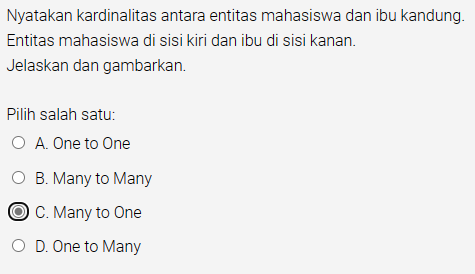 Nyatakan kardinalitas antara entitas mahasiswa dan ibu kandung.
Entitas mahasiswa di sisi kiri dan ibu di sisi kanan.
Jelaskan dan gambarkan.
Pilih salah satu:
A. One to One
B. Many to Many
C. Many to One
D. One to Many